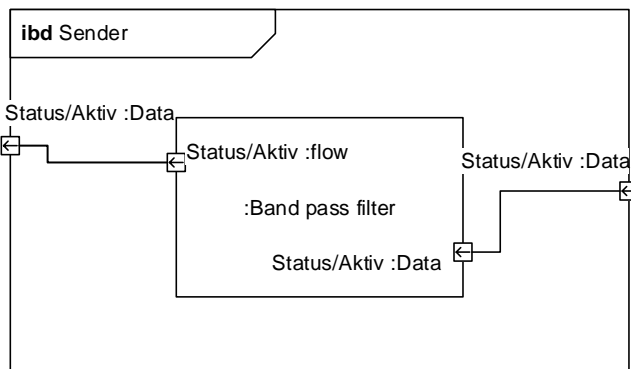 ibd Sender
Status/Aktiv :Data
Status/Aktiv :flow
Status/Aktiv :Data
:Band pass filter
Status/Aktiv :Data